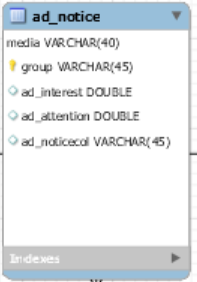 ad_notice
media VARCHAR(40)
group VARCHAR(45)
ad_interest DOUBLE
ad_attention DOUBLE
ad_noticecol VARCHAR(45)
Indexes